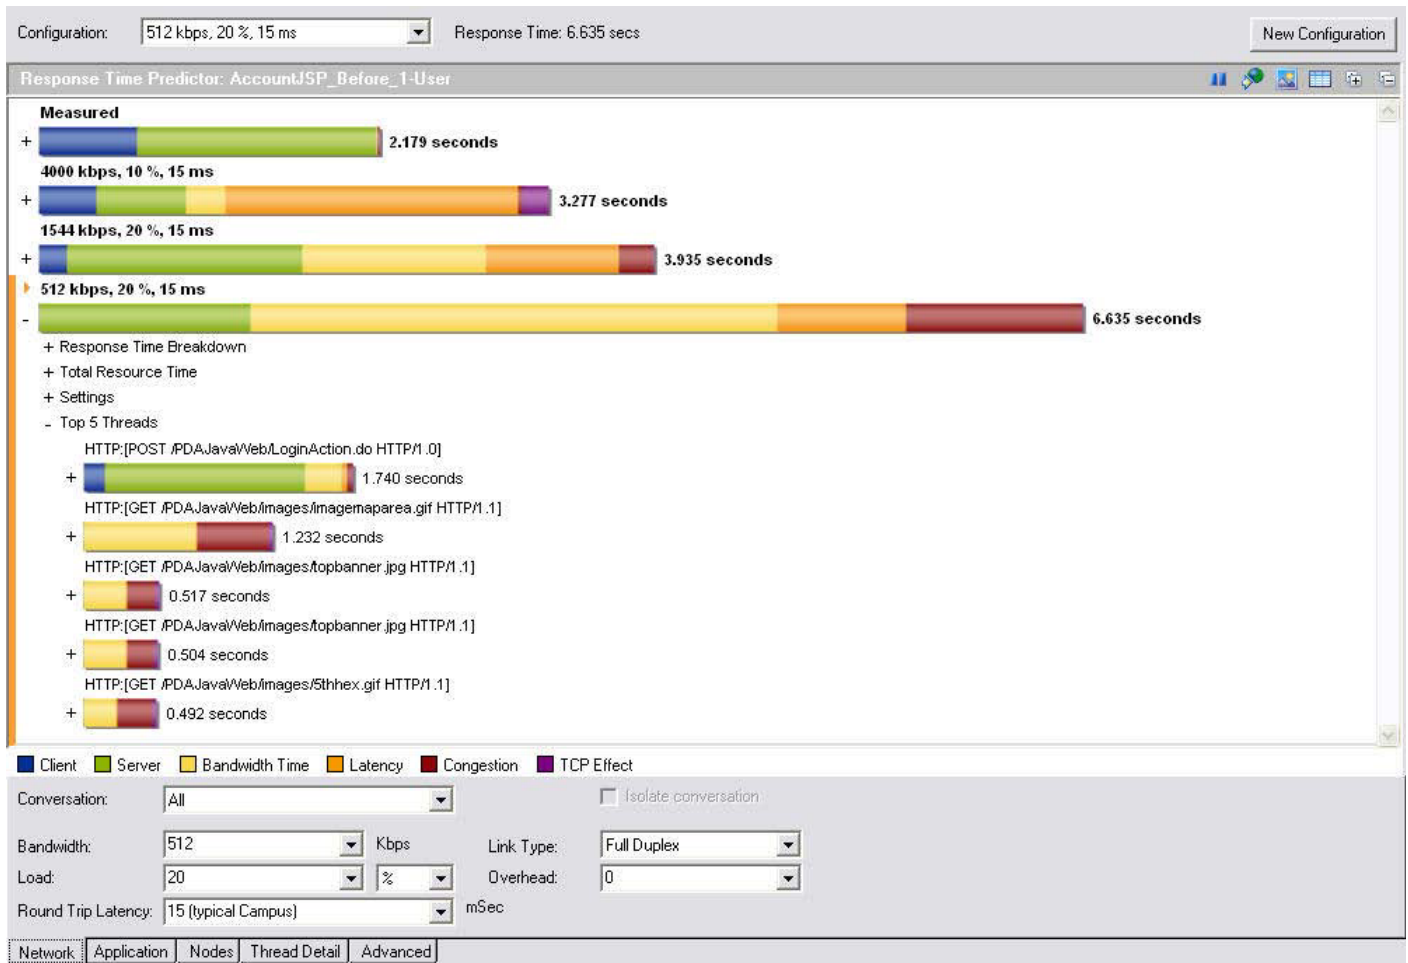 Configuration: 512 kbps, 20 %, 15 ms Response Time: 6.635 secs New Configuration
Response Time Predictor: AccountJSP_Before_1-User
Measured
+ 2.179 seconds
4000 kbps, 10 %, 15 ms
+ 3.277 seconds
1544 kbps, 20 %, 15 ms
+ 3.935 seconds
512 kbps, 20 %, 15 ms
- 6.635 seconds
+ Response Time Breakdown
+ Total Resource Time
+ Settings
- Top 5 Threads
HTTP:[POST /PDAJavaWeb/LoginAction.do HTTP/1.0]
+ 1.740 seconds
HTTP:[GET /PDAJavaWeb/images/imagemaparea.gif HTTP/1.1]
+ 1.232 seconds
HTTP:[GET /PDAJavaWeb/images/topbanner.jpg HTTP/1.1]
+ 0.517 seconds
HTTP:[GET /PDAJavaWeb/images/topbanner.jpg HTTP/1.1]
+ 0.504 seconds
HTTP:[GET /PDAJavaWeb/images/5thhex.gif HTTP/1.1]
+ 0.492 seconds
Client Server Bandwidth Time Latency Congestion TCP Effect
Conversation: All Isolate conversation
Bandwidth: 512 Kbps Link Type: Full Duplex
Load: 20 % Overhead: 0
Round Trip Latency: 15 (typical Campus) mSec
Network Application Nodes Thread Detail Advanced